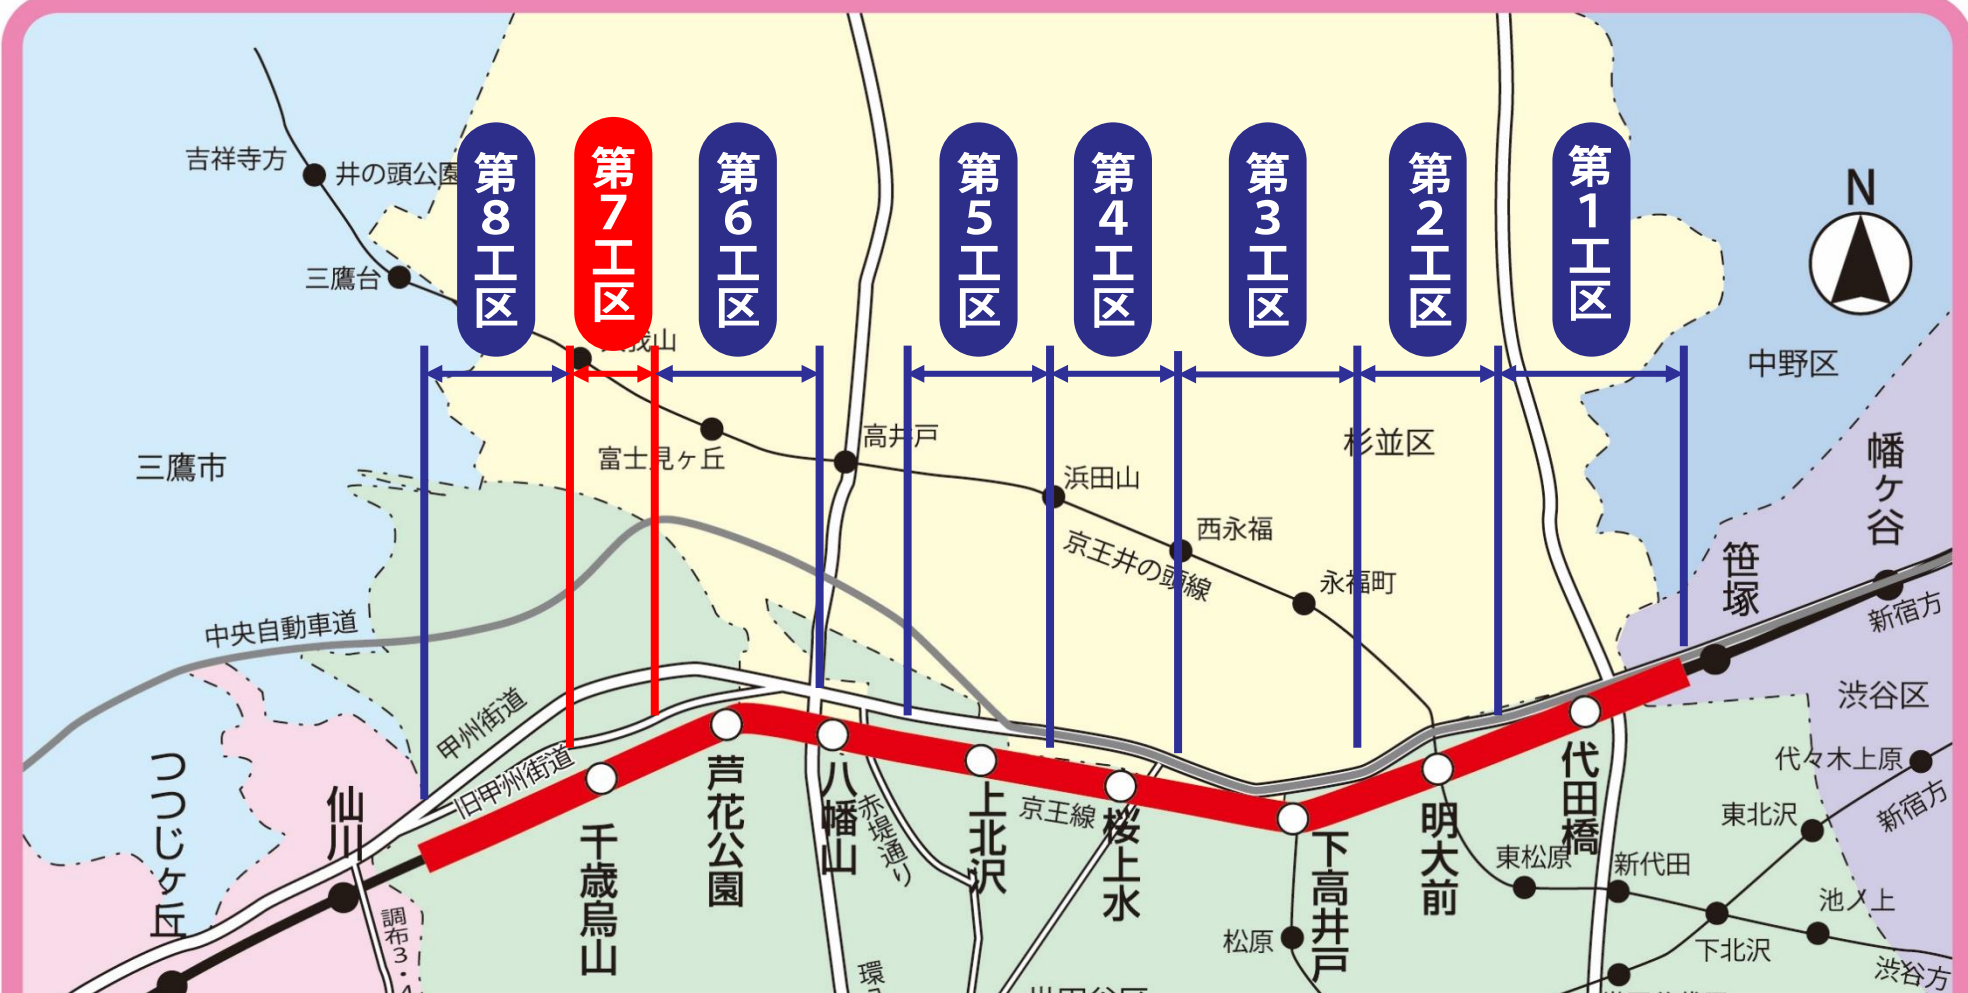 第8工区
第7工区
第6工区
第5工区
第4工区
第3工区
第2工区
第1工区
N
吉祥寺方
井の頭公園
三鷹台
我山
富士見ヶ丘
高井戸
浜田山
西永福
永福町
京王井の頭線
杉並区
中野区
三鷹市
幡ヶ谷
笹塚
新宿方
渋谷区
中央自動車道
甲州街道
旧甲州街道
つつじヶ丘
仙川
千歳烏山
芦花公園
八幡山
赤堤通り
上北沢
京王線
桜上水
下高井戸
明大前
代田橋
代々木上原
新宿方
東北沢
東松原
新代田
池ノ上
下北沢
渋谷方
松原
調布3・4
環